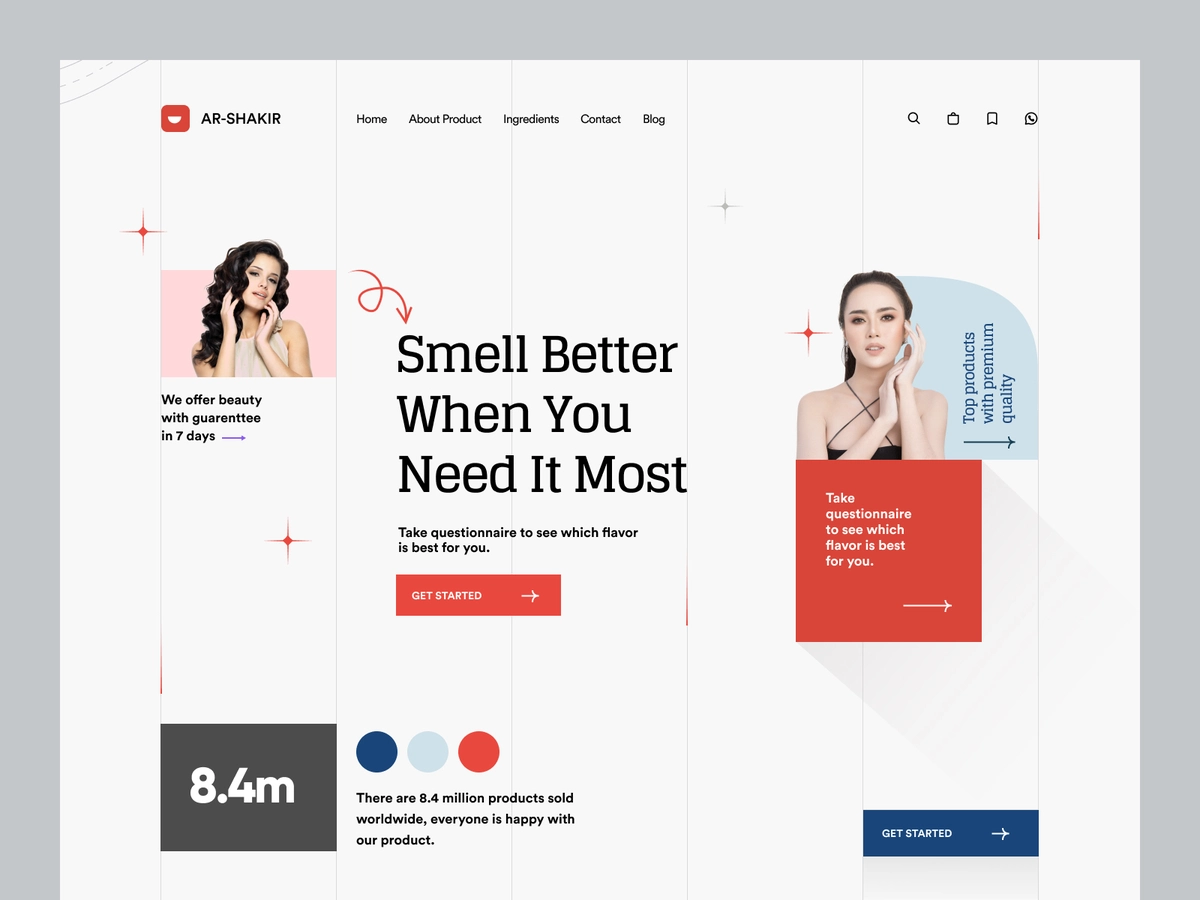 AR-SHAKIR
Home
About Product
Ingredients
Contact
Blog
We offer beauty
with guarenttee
in 7 days
Smell Better
When You
Need It Most
Take questionnaire to see which flavor
is best for you.
GET STARTED
Top products
with premium
quality
Take
questionnaire
to see which
flavor is best
for you.
8.4m
There are 8.4 million products sold
worldwide, everyone is happy with
our product.
GET STARTED